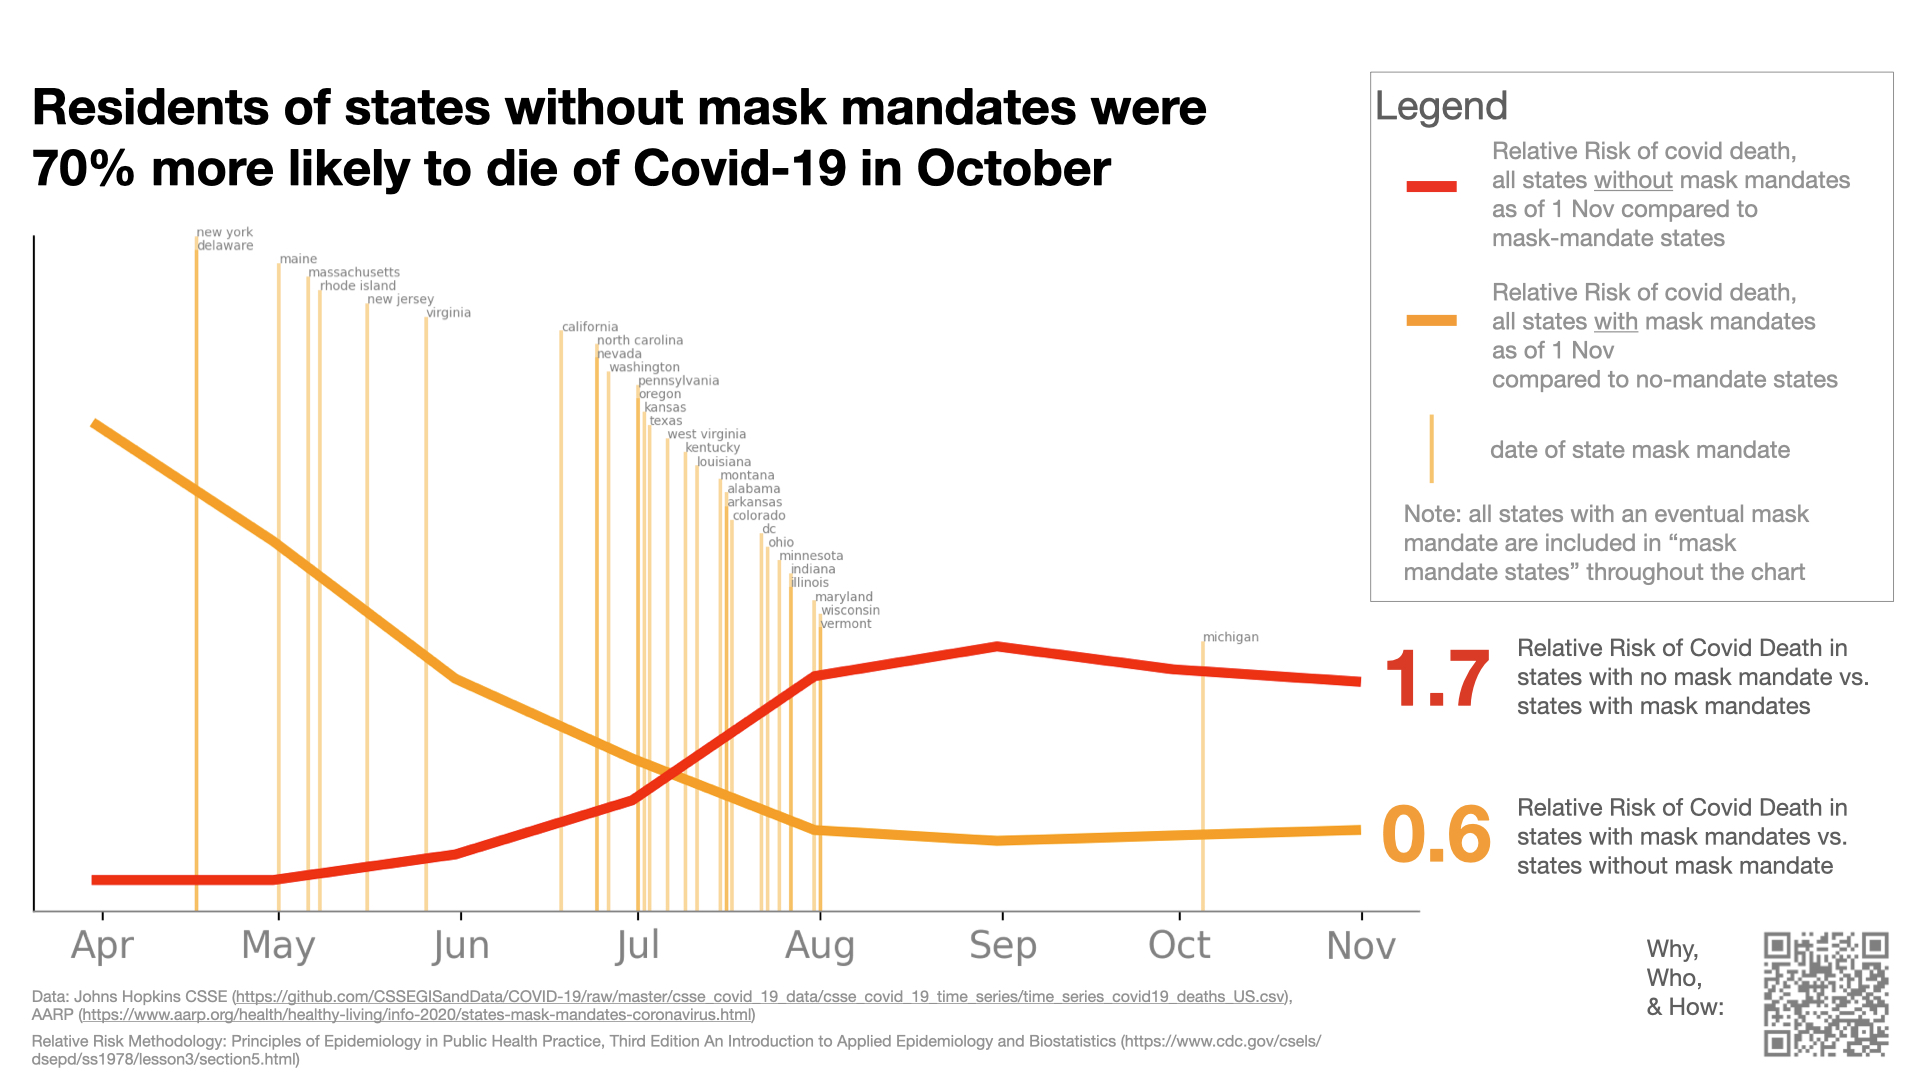 Residents of states without mask mandates were
70% more likely to die of Covid-19 in October
Legend
Relative Risk of covid death,
all states without mask mandates
as of 1 Nov compared to
mask-mandate states
Relative Risk of covid death,
all states with mask mandates
as of 1 Nov
compared to no-mandate states
date of state mask mandate
Note: all states with an eventual mask
mandate are included in “mask
mandate states” throughout the chart
new york
delaware
maine
massachusetts
rhode island
new jersey
virginia
california
north carolina
nevada
washington
pennsylvania
oregon
kansas
texas
west virginia
kentucky
louisiana
montana
alabama
arkansas
colorado
dc
ohio
minnesota
indiana
illinois
maryland
wisconsin
vermont
michigan
1.7
Relative Risk of Covid Death in
states with no mask mandate vs.
states with mask mandates
0.6
Relative Risk of Covid Death in
states with mask mandates vs.
states without mask mandate
Apr May Jun Jul Aug Sep Oct Nov
Why,
Who,
& How:
Data: Johns Hopkins CSSE (https://github.com/CSSEGISandData/COVID-19/raw/master/csse_covid_19_data/csse_covid_19_time_series/time_series_covid19_deaths_US.csv),
AARP (https://www.aarp.org/health/healthy-living/info-2020/states-mask-mandates-coronavirus.html)
Relative Risk Methodology: Principles of Epidemiology in Public Health Practice, Third Edition An Introduction to Applied Epidemiology and Biostatistics (https://www.cdc.gov/csels/
dsepd/ss1978/lesson3/section5.html)